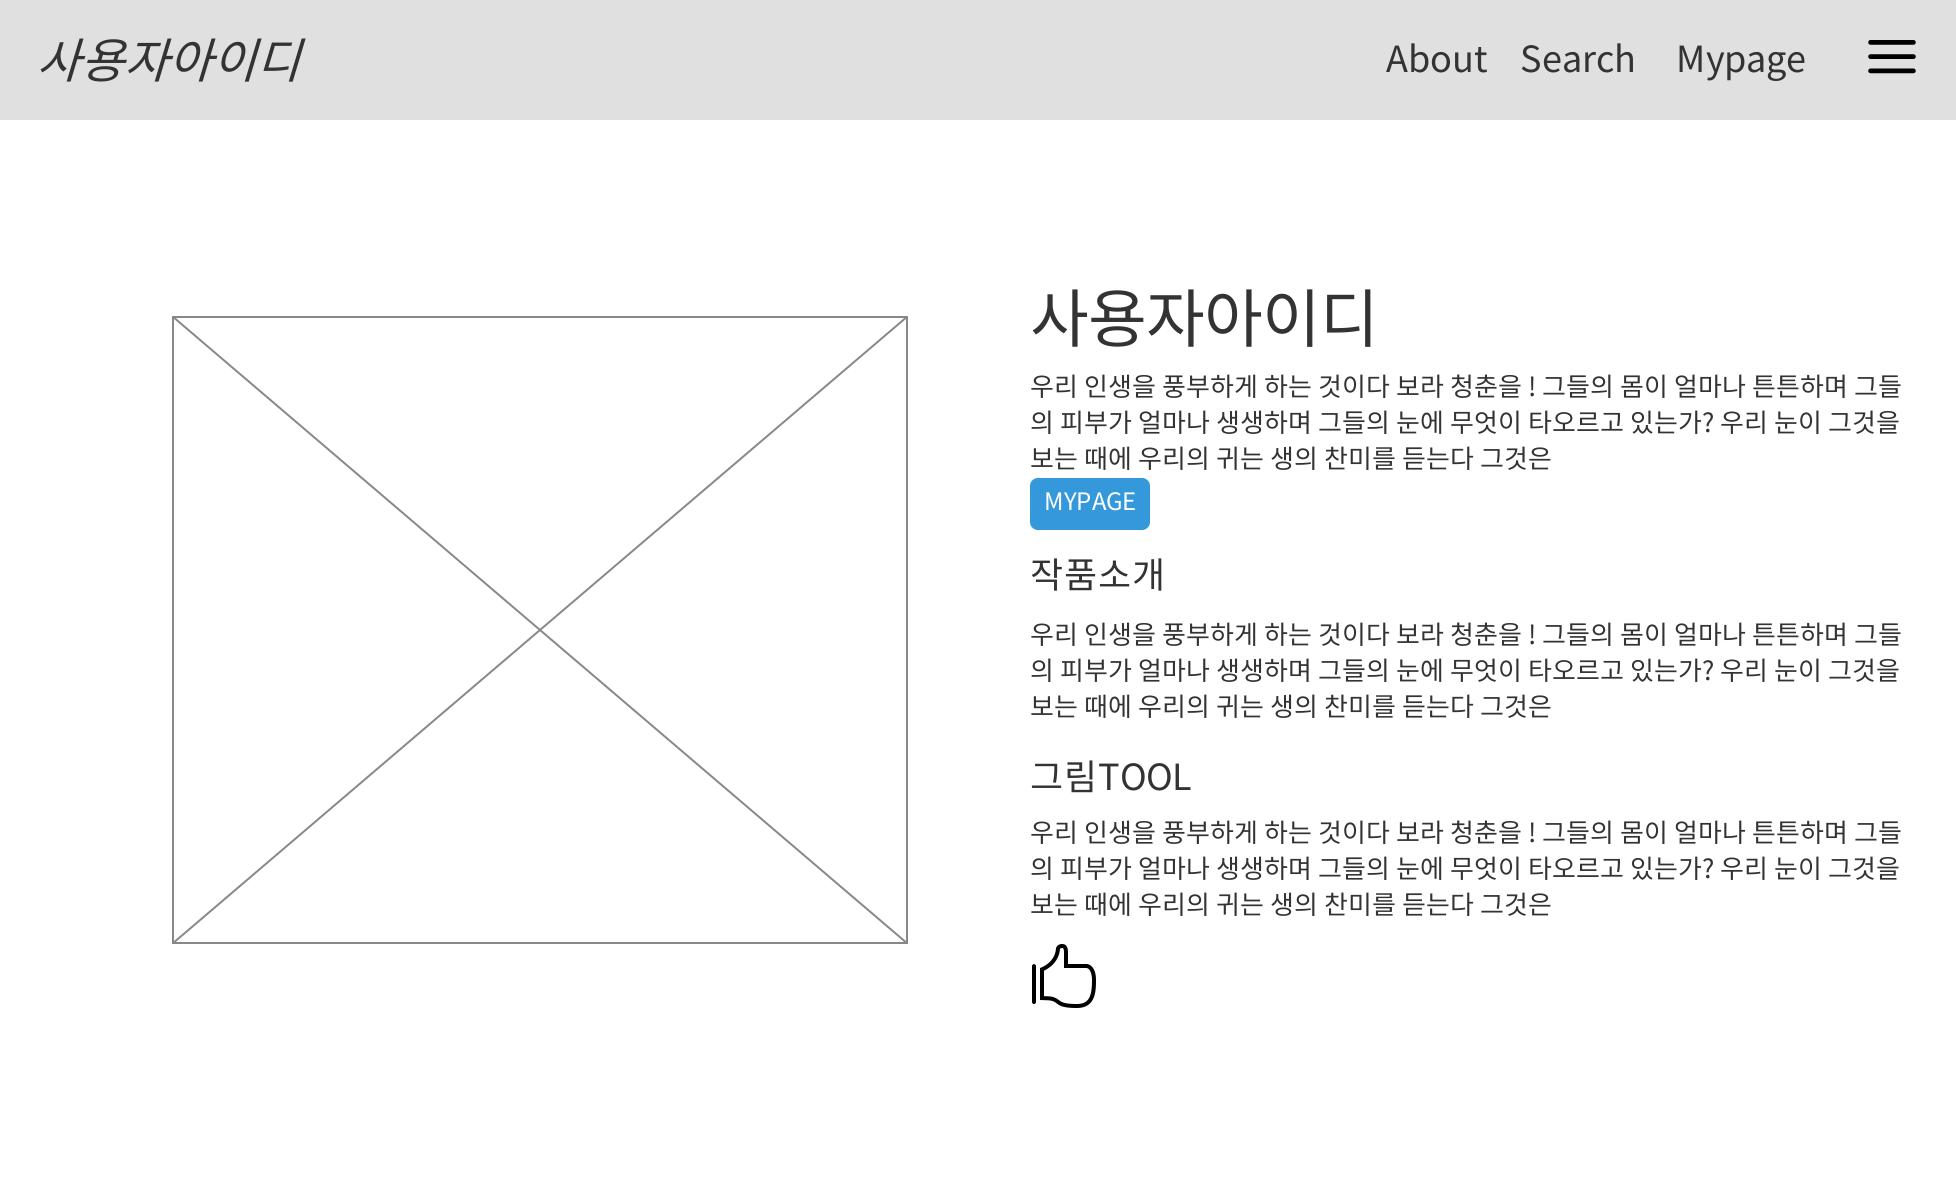 사용자아이디
About Search Mypage
사용자아이디
우리 인생을 풍부하게 하는 것이다 보라 청춘을 ! 그들의 몸이 얼마나 튼튼하며 그들
의 피부가 얼마나 생생하며 그들의 눈에 무엇이 타오르고 있는가? 우리 눈이 그것을
보는 때에 우리의 귀는 생의 찬미를 듣는다 그것은
MYPAGE
작품소개
우리 인생을 풍부하게 하는 것이다 보라 청춘을 ! 그들의 몸이 얼마나 튼튼하며 그들
의 피부가 얼마나 생생하며 그들의 눈에 무엇이 타오르고 있는가? 우리 눈이 그것을
보는 때에 우리의 귀는 생의 찬미를 듣는다 그것은
그림TOOL
우리 인생을 풍부하게 하는 것이다 보라 청춘을 ! 그들의 몸이 얼마나 튼튼하며 그들
의 피부가 얼마나 생생하며 그들의 눈에 무엇이 타오르고 있는가? 우리 눈이 그것을
보는 때에 우리의 귀는 생의 찬미를 듣는다 그것은